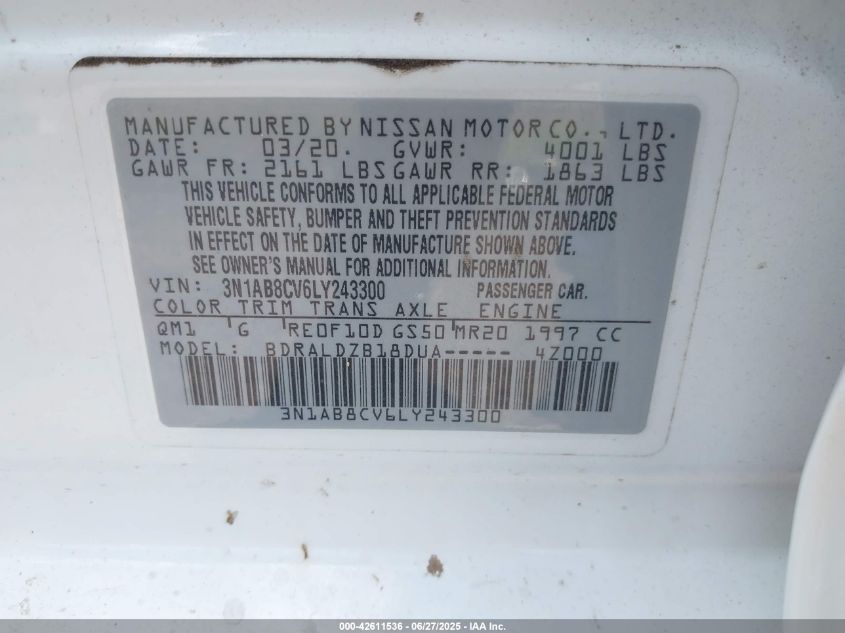 MANUFACTURED BY NISSAN MOTOR CO., LTD.
DATE: 03/20. GVWR: 4001 LBS
GAWR FR: 2161 LBS GAWR RR: 1863 LBS
THIS VEHICLE CONFORMS TO ALL APPLICABLE FEDERAL MOTOR
VEHICLE SAFETY, BUMPER AND THEFT PREVENTION STANDARDS
IN EFFECT ON THE DATE OF MANUFACTURE SHOWN ABOVE.
SEE OWNER'S MANUAL FOR ADDITIONAL INFORMATION.
VIN: 3N1AB8CV6LY243300 PASSENGER CAR.
COLOR TRIM TRANS AXLE ENGINE
QM1 G RE0F10D GS50 MR20 1997 CC
MODEL: BDRALDZB18DUA----- 4Z000
3N1AB8CV6LY243300
000-42611536 - 06/27/2025 - IAA Inc.